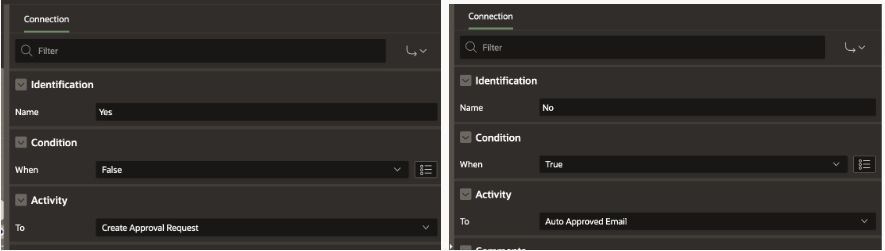 Connection
Filter
Identification
Name Yes
Condition
When False
Activity
To Create Approval Request
Connection
Filter
Identification
Name No
Condition
When True
Activity
To Auto Approved Email
Comments